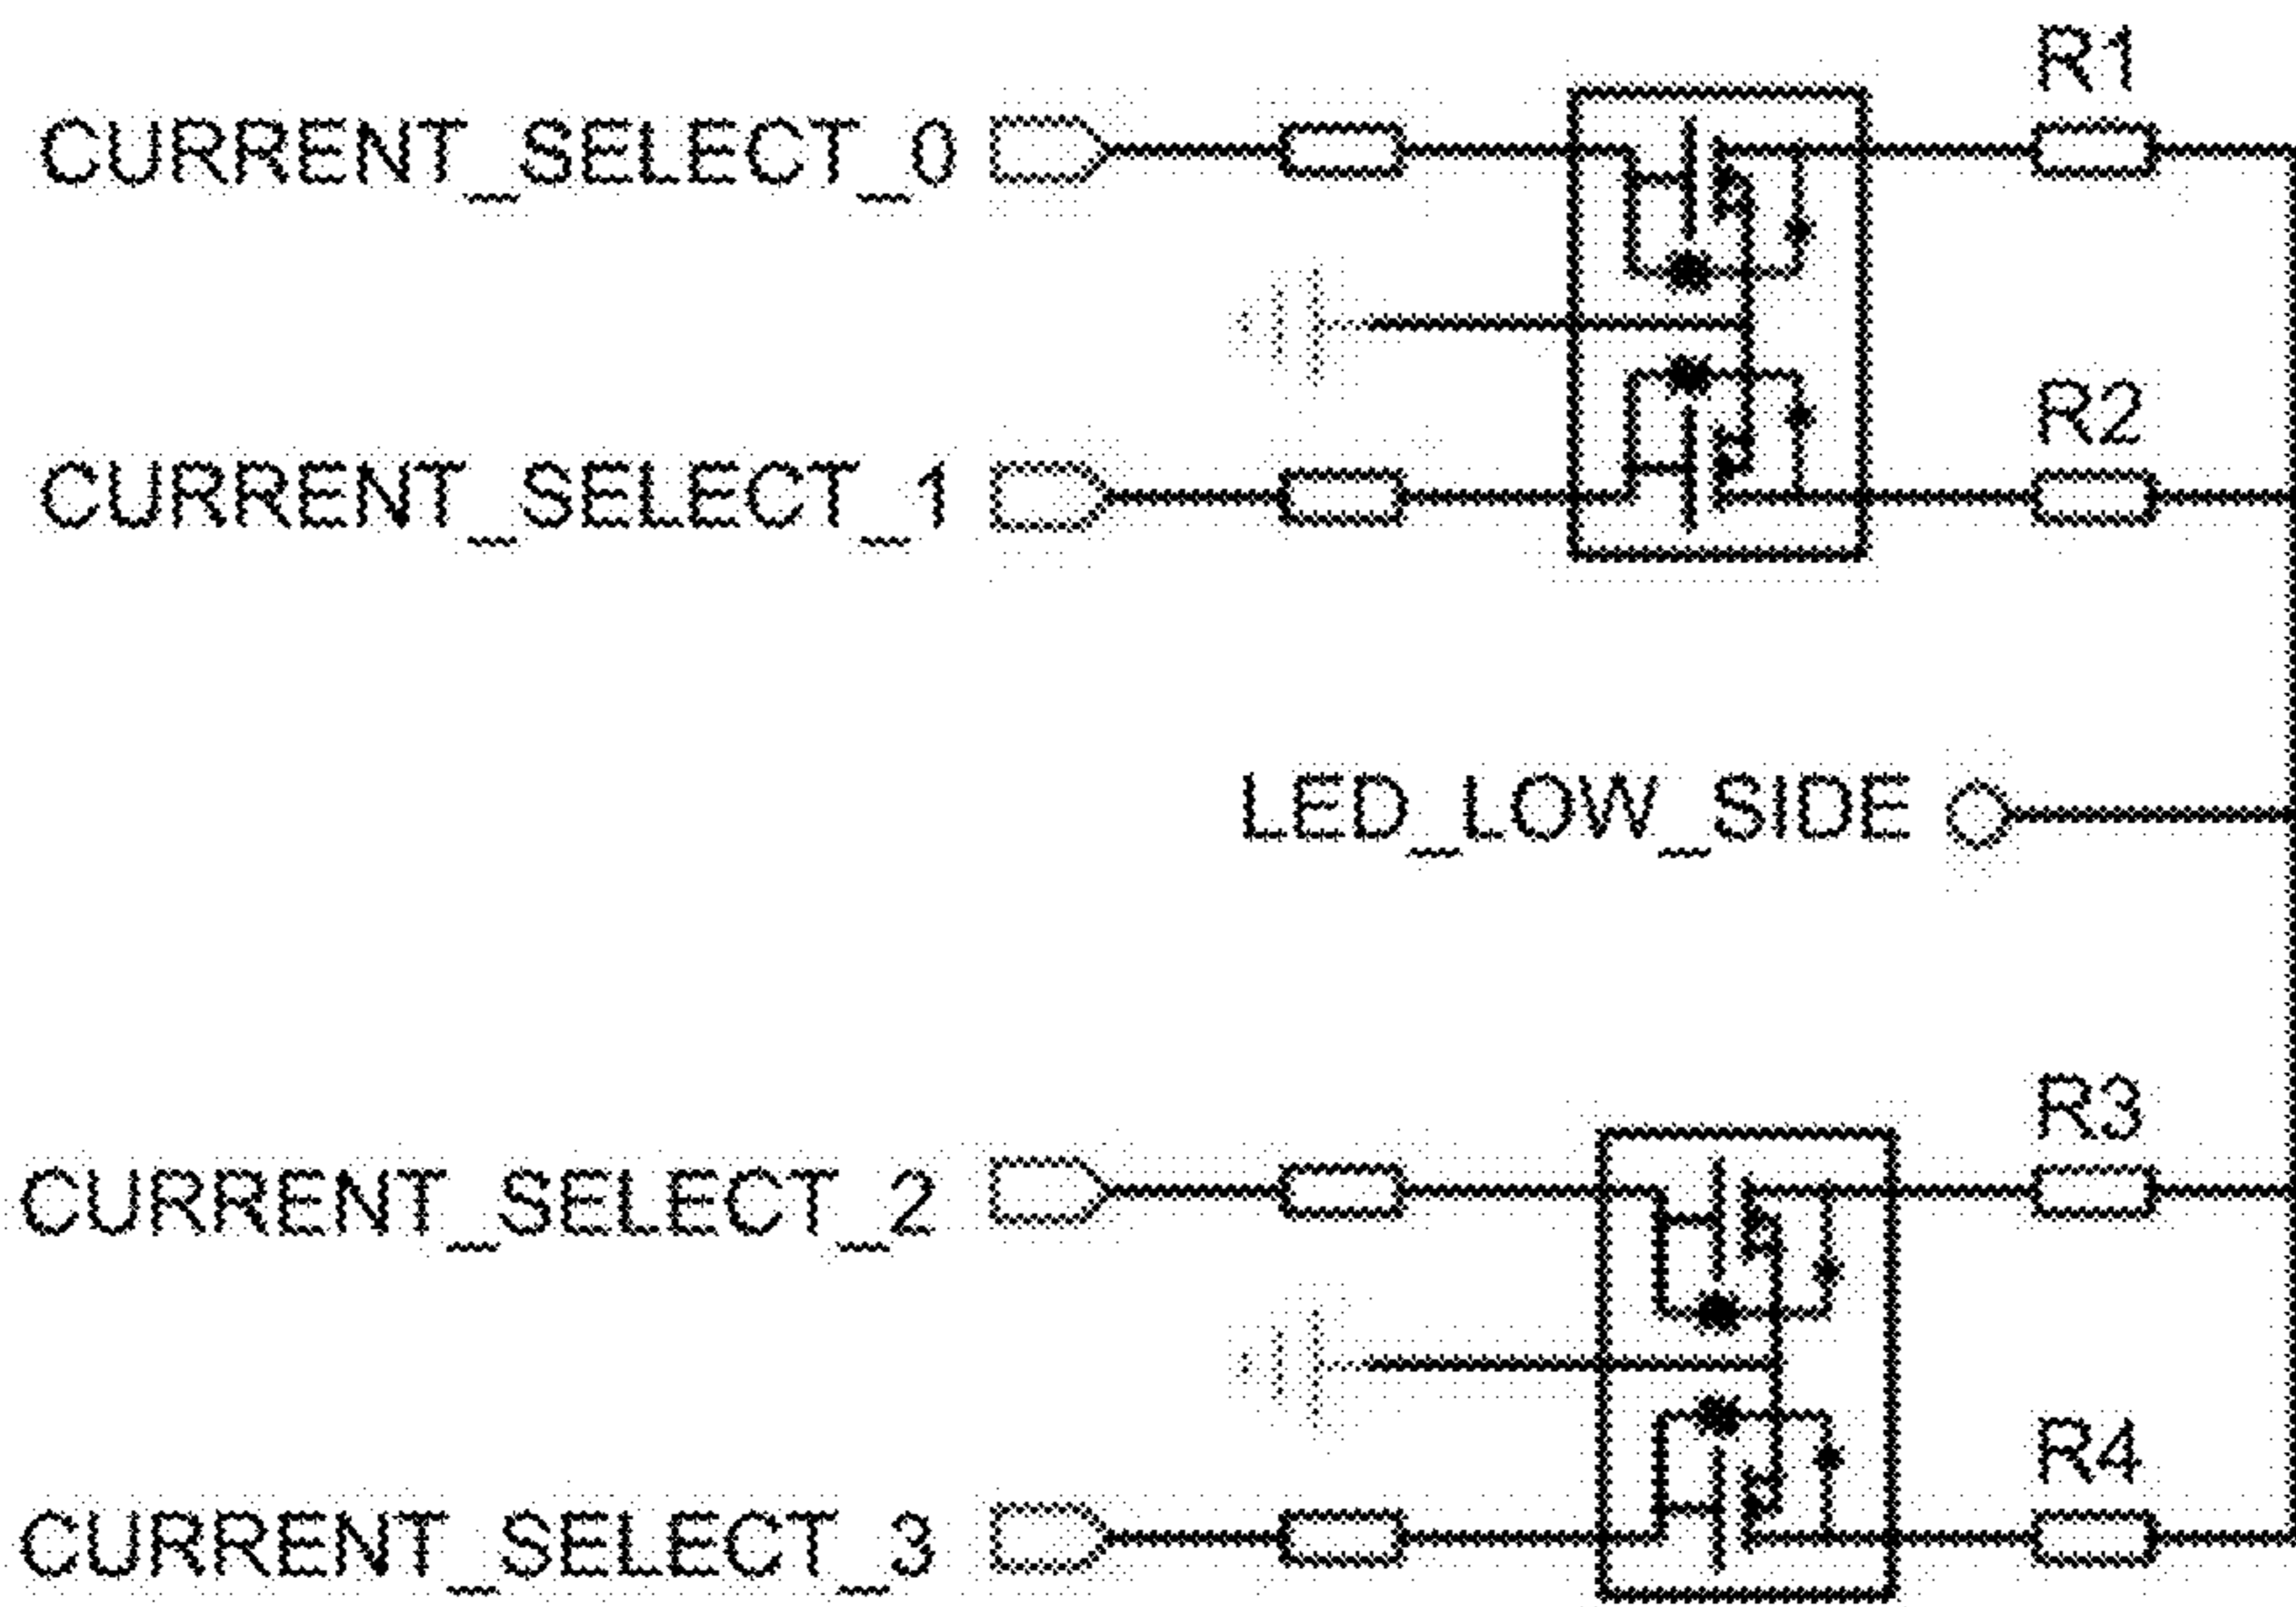 R1
CURRENT_SELECT_0
R2
CURRENT_SELECT_1
LED_LOW_SIDE
R3
CURRENT_SELECT_2
R4
CURRENT_SELECT_3